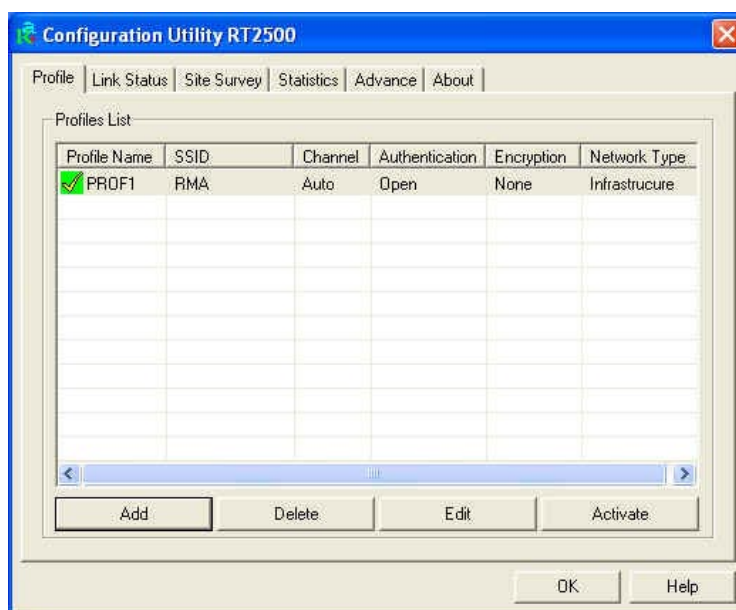 Configuration Utility RT2500
Profile Link Status Site Survey Statistics Advance About
Profiles List
Profile Name SSID Channel Authentication Encryption Network Type
PROF1 RMA Auto Open None Infrastrucure
Add Delete Edit Activate
OK Help